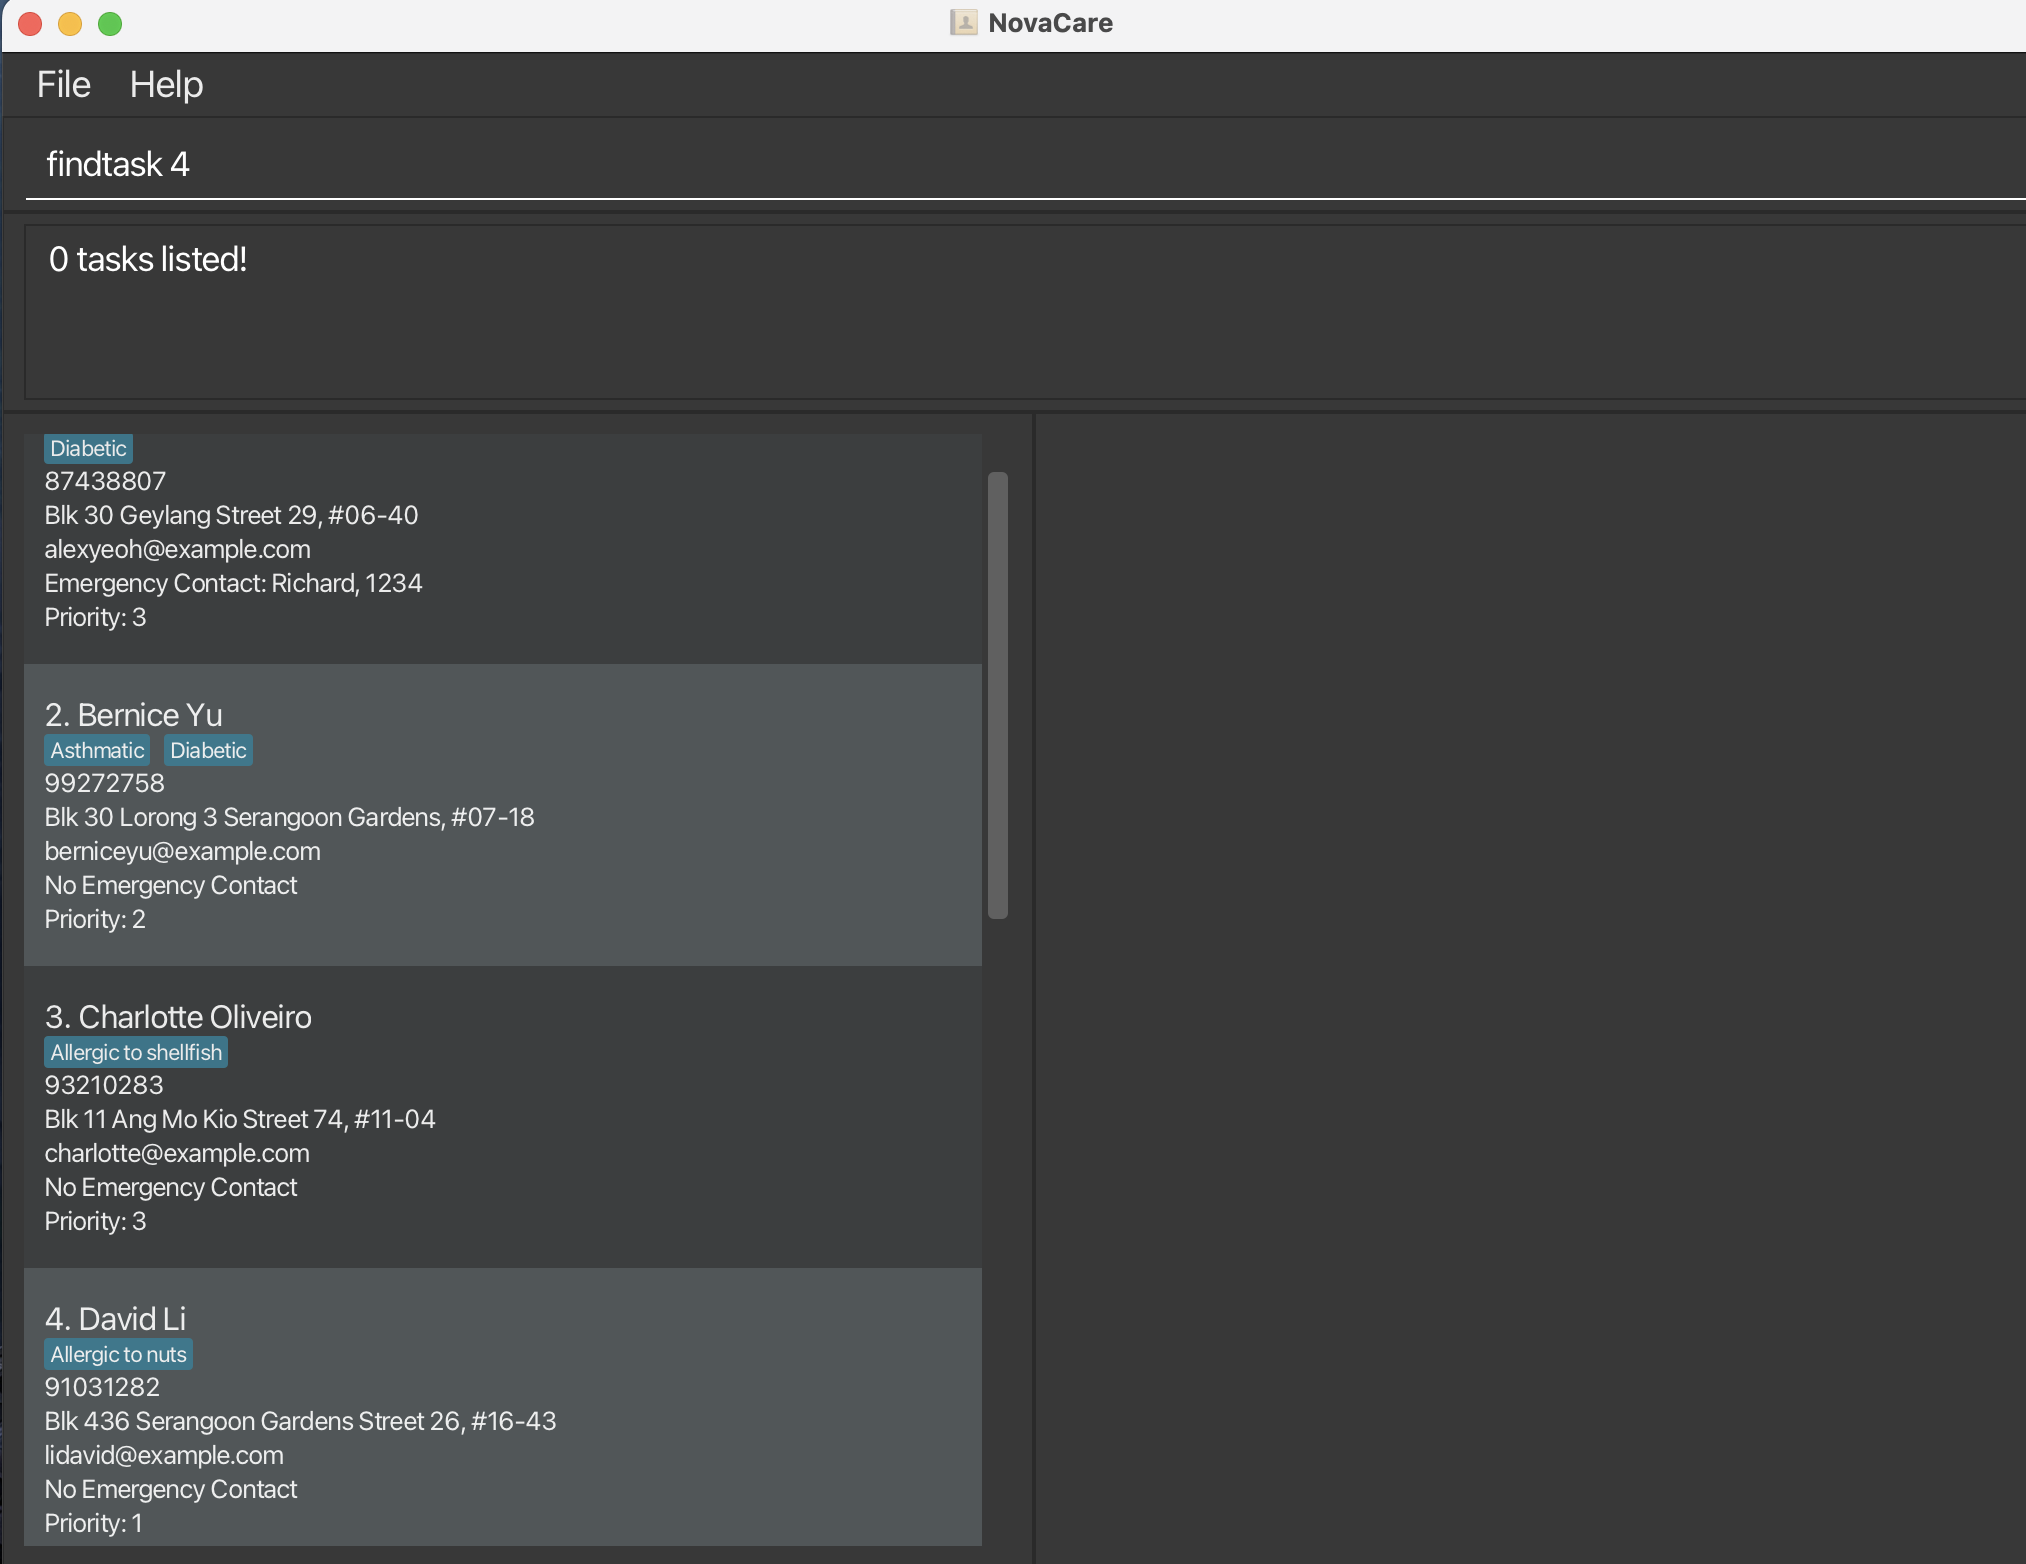 NovaCare
File Help
findtask 4
0 tasks listed!
Diabetic
87438807
Blk 30 Geylang Street 29, #06-40
alexyeoh@example.com
Emergency Contact: Richard, 1234
Priority: 3
2. Bernice Yu
Asthmatic Diabetic
99272758
Blk 30 Lorong 3 Serangoon Gardens, #07-18
berniceyu@example.com
No Emergency Contact
Priority: 2
3. Charlotte Oliveiro
Allergic to shellfish
93210283
Blk 11 Ang Mo Kio Street 74, #11-04
charlotte@example.com
No Emergency Contact
Priority: 3
4. David Li
Allergic to nuts
91031282
Blk 436 Serangoon Gardens Street 26, #16-43
lidavid@example.com
No Emergency Contact
Priority: 1